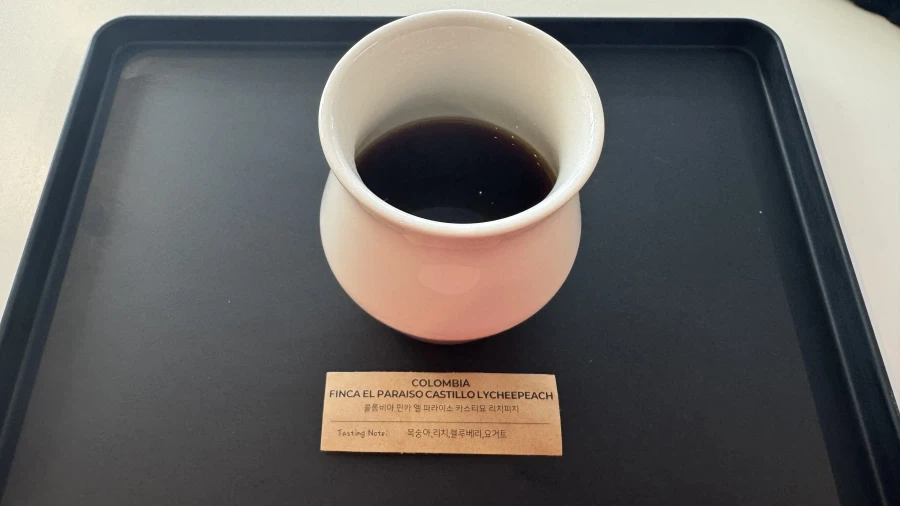 COLOMBIA
FINCA EL PARAISO CASTILLO LYCHEEPEACH
콜롬비아 핀카 엘 파라이소 카스티요 리치피치
Tasting Note. 복숭아,리치,블루베리,요거트